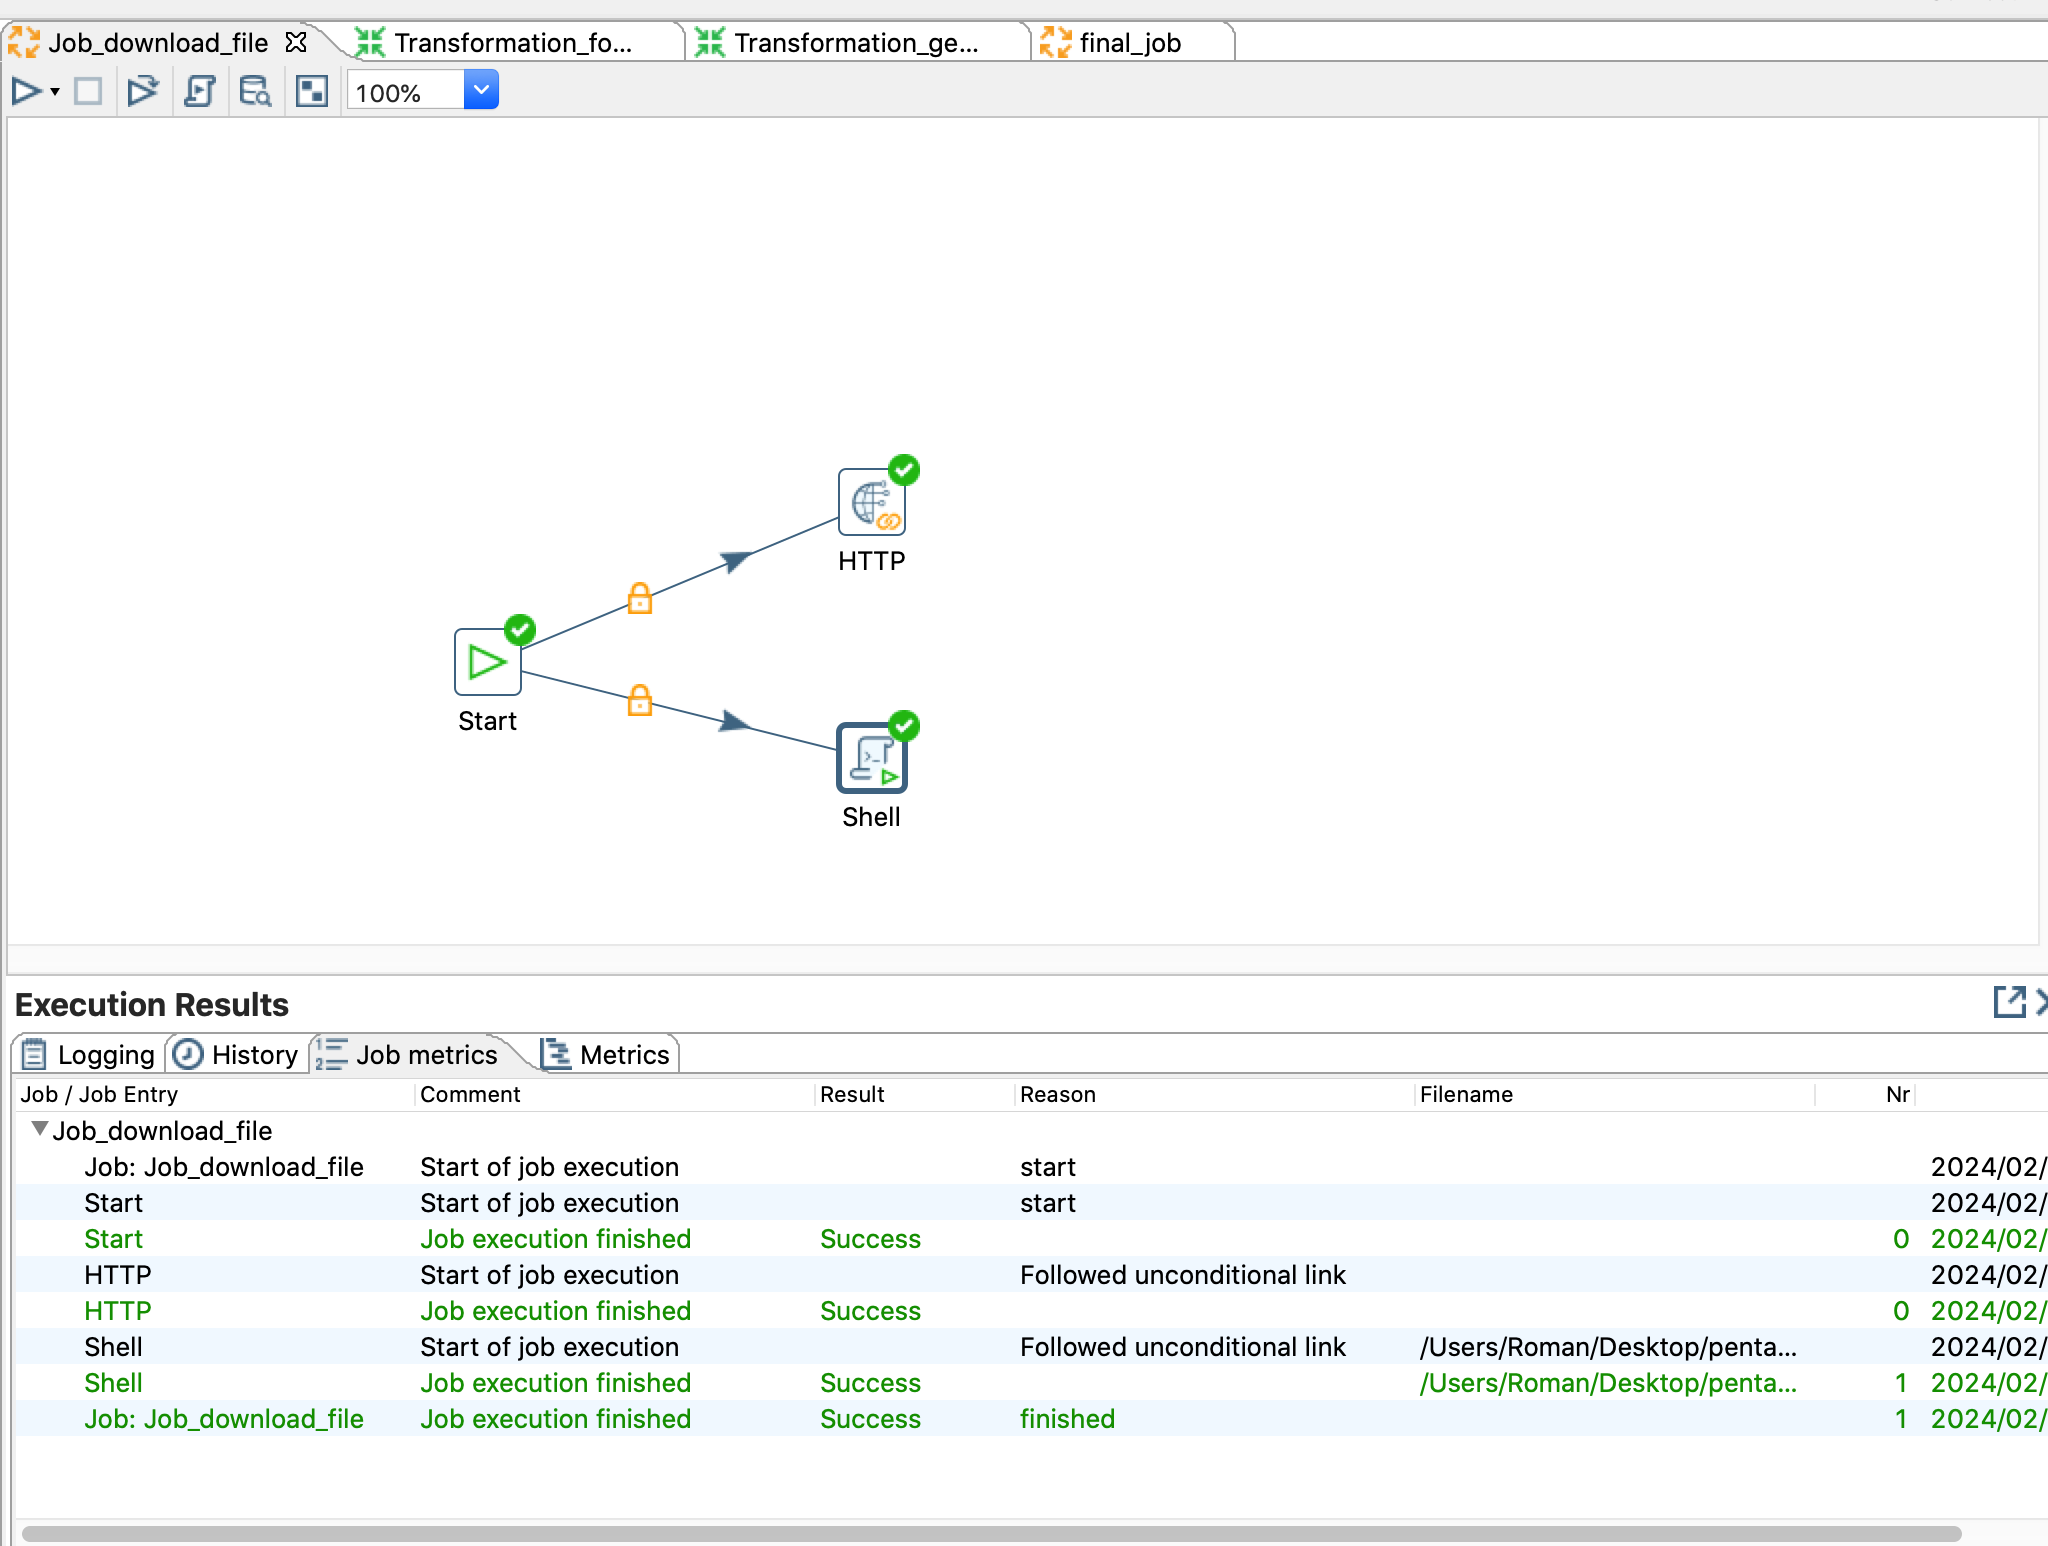 Job_download_file Transformation_fo... Transformation_ge... final_job
100%
HTTP
Start
Shell
Execution Results
Logging History Job metrics Metrics
Job / Job Entry Comment Result Reason Filename Nr
Job_download_file
Job: Job_download_file Start of job execution start 2024/02/
Start Start of job execution start 2024/02/
Start Job execution finished Success 0 2024/02/
HTTP Start of job execution Followed unconditional link 2024/02/
HTTP Job execution finished Success 0 2024/02/
Shell Start of job execution Followed unconditional link /Users/Roman/Desktop/penta... 2024/02/
Shell Job execution finished Success /Users/Roman/Desktop/penta... 1 2024/02/
Job: Job_download_file Job execution finished Success finished 1 2024/02/